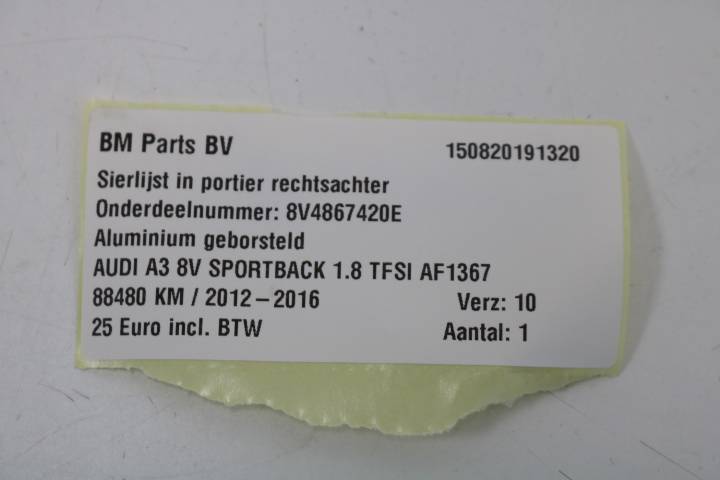 BM Parts BV 150820191320
Sierlijst in portier rechtsachter
Onderdeelnummer: 8V4867420E
Aluminium geborsteld
AUDI A3 8V SPORTBACK 1.8 TFSI AF1367
88480 KM / 2012-2016 Verz: 10
25 Euro incl. BTW Aantal: 1